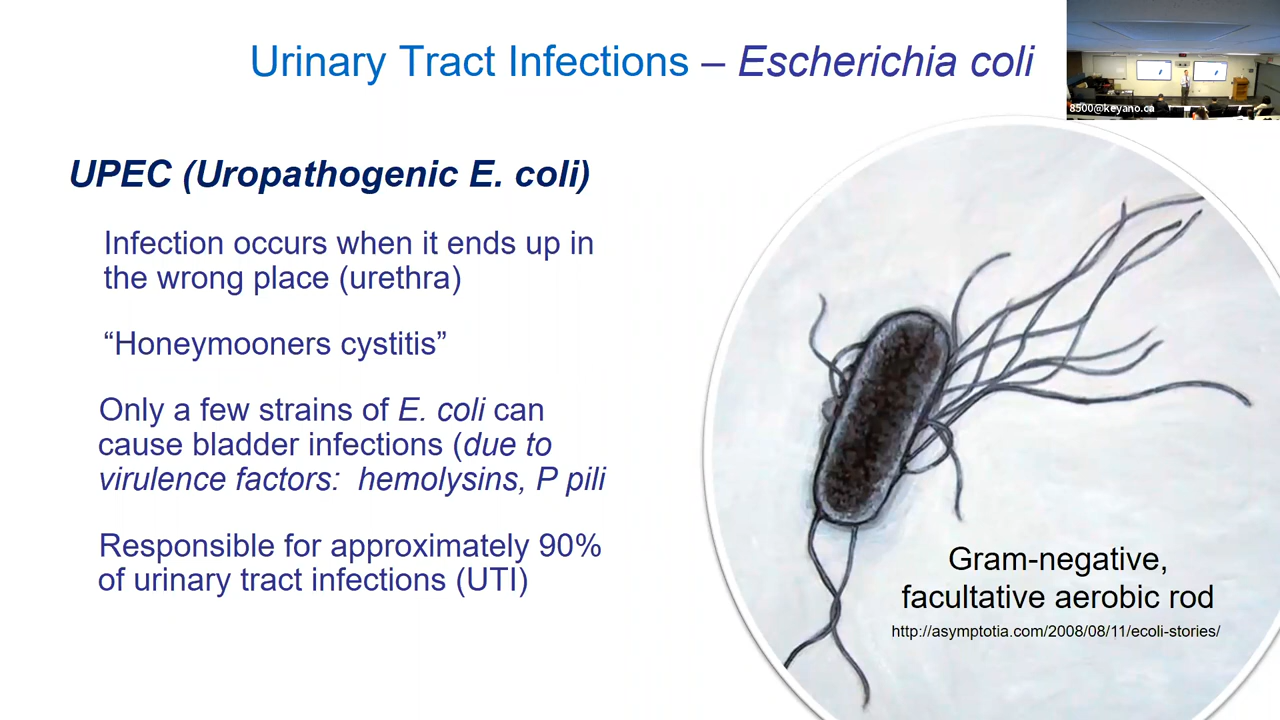 Urinary Tract Infections – Escherichia coli
8500@keyano.ca
UPEC (Uropathogenic E. coli)
Infection occurs when it ends up in
the wrong place (urethra)
“Honeymooners cystitis”
Only a few strains of E. coli can
cause bladder infections (due to
virulence factors:  hemolysins, P pili
Responsible for approximately 90%
of urinary tract infections (UTI)
Gram-negative,
facultative aerobic rod
http://asymptotia.com/2008/08/11/ecoli-stories/